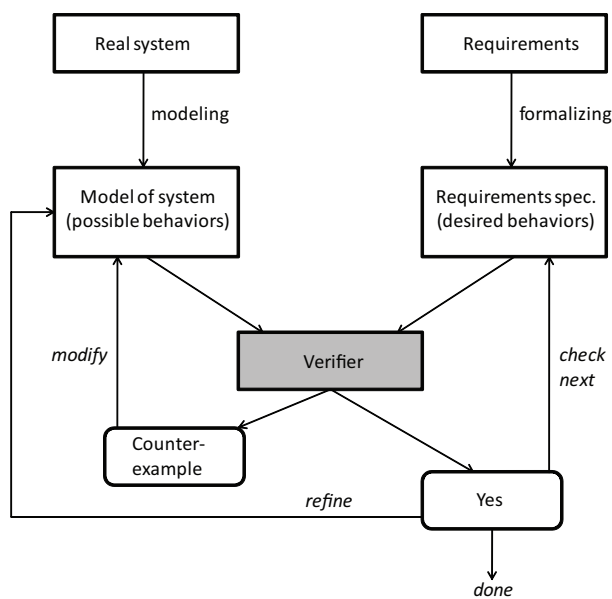 Real system
Requirements
modeling
formalizing
Model of system
(possible behaviors)
Requirements spec.
(desired behaviors)
modify
Verifier
check
next
Counter-
example
refine
Yes
done